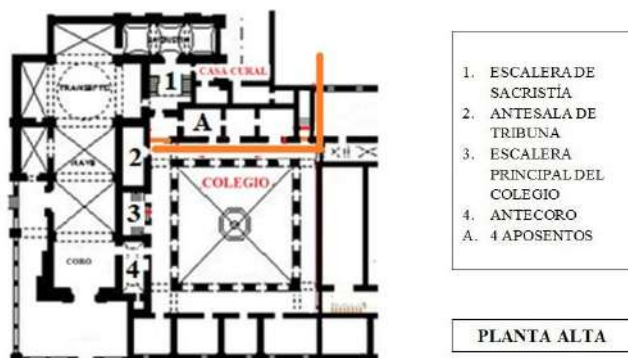 SACRISTIA
1
CASA CURAL
TRANSEPTO
A
2
NAVE
COLEGIO
3
CORO
4
1. ESCALERA DE
SACRISTÍA
2. ANTESALA DE
TRIBUNA
3. ESCALERA
PRINCIPAL DEL
COLEGIO
4. ANTECORO
A. 4 APOSENTOS
PLANTA ALTA